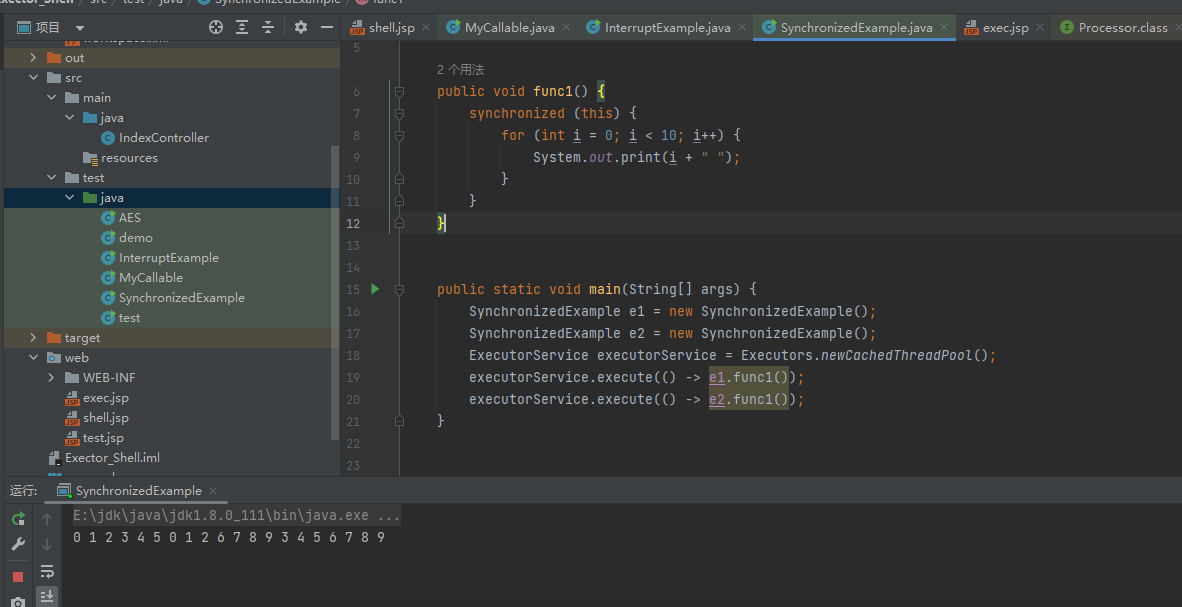 src test java SynchronizedExample func1
项目
shell.jsp MyCallable.java InterruptExample.java SynchronizedExample.java exec.jsp Processor.class
out
src
main
java
IndexController
resources
test
java
AES
demo
InterruptExample
MyCallable
SynchronizedExample
test
target
web
WEB-INF
exec.jsp
shell.jsp
test.jsp
Exector_Shell.iml
5
2 个用法
6 public void func1() {
7 synchronized (this) {
8 for (int i = 0; i < 10; i++) {
9 System.out.print(i + " ");
10 }
11 }
12 }
13
14
15 public static void main(String[] args) {
16 SynchronizedExample e1 = new SynchronizedExample();
17 SynchronizedExample e2 = new SynchronizedExample();
18 ExecutorService executorService = Executors.newCachedThreadPool();
19 executorService.execute(() -> e1.func1());
20 executorService.execute(() -> e2.func1());
21 }
22
23
运行: SynchronizedExample
E:\jdk\java\jdk1.8.0_111\bin\java.exe ...
0 1 2 3 4 5 0 1 2 6 7 8 9 3 4 5 6 7 8 9